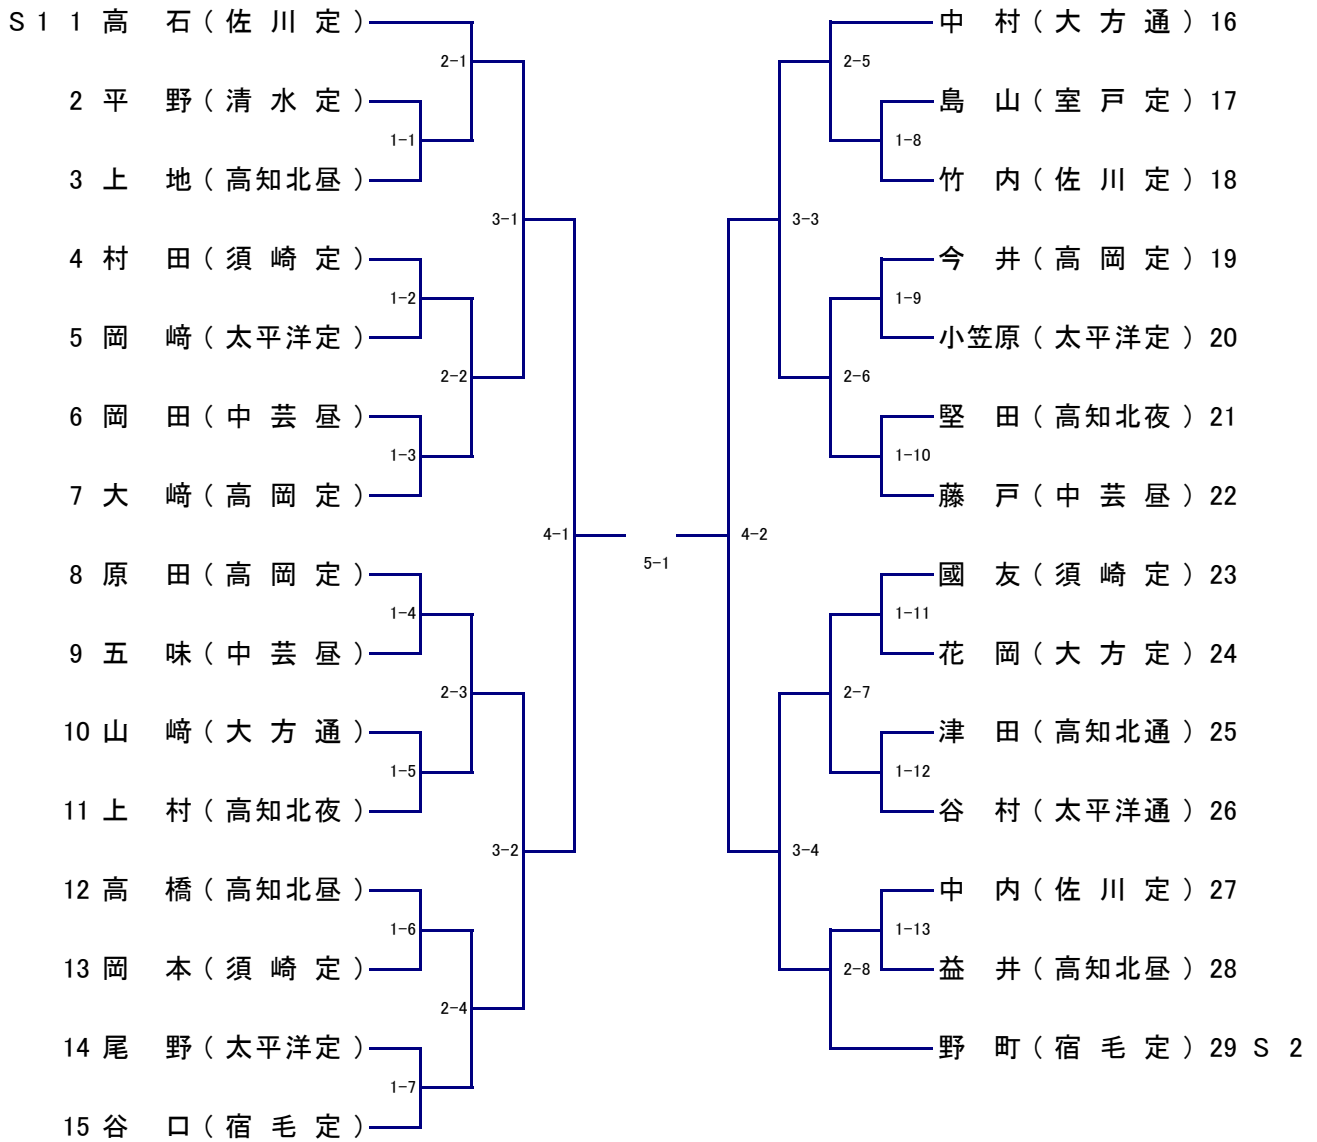 S1 1 高 石 ( 佐 川 定 )
2-1
2 平 野 ( 清 水 定 )
1-1
3 上 地 ( 高知北昼 )
3-1
4 村 田 ( 須 崎 定 )
1-2
5 岡 﨑 ( 太平洋定 )
2-2
6 岡 田 ( 中 芸 昼 )
1-3
7 大 﨑 ( 高 岡 定 )
4-1
8 原 田 ( 高 岡 定 )
1-4
9 五 味 ( 中 芸 昼 )
2-3
10 山 﨑 ( 大 方 通 )
1-5
11 上 村 ( 高知北夜 )
3-2
12 高 橋 ( 高知北昼 )
1-6
13 岡 本 ( 須 崎 定 )
2-4
14 尾 野 ( 太平洋定 )
1-7
15 谷 口 ( 宿 毛 定 )
5-1
中 村 ( 大 方 通 ) 16
2-5
島 山 ( 室 戸 定 ) 17
1-8
竹 内 ( 佐 川 定 ) 18
3-3
今 井 ( 高 岡 定 ) 19
1-9
小笠原 ( 太平洋定 ) 20
2-6
堅 田 ( 高知北夜 ) 21
1-10
藤 戸 ( 中 芸 昼 ) 22
4-2
國 友 ( 須 崎 定 ) 23
1-11
花 岡 ( 大 方 定 ) 24
2-7
津 田 ( 高知北通 ) 25
1-12
谷 村 ( 太平洋通 ) 26
3-4
中 内 ( 佐 川 定 ) 27
1-13
益 井 ( 高知北昼 ) 28
2-8
野 町 ( 宿 毛 定 ) 29 S 2